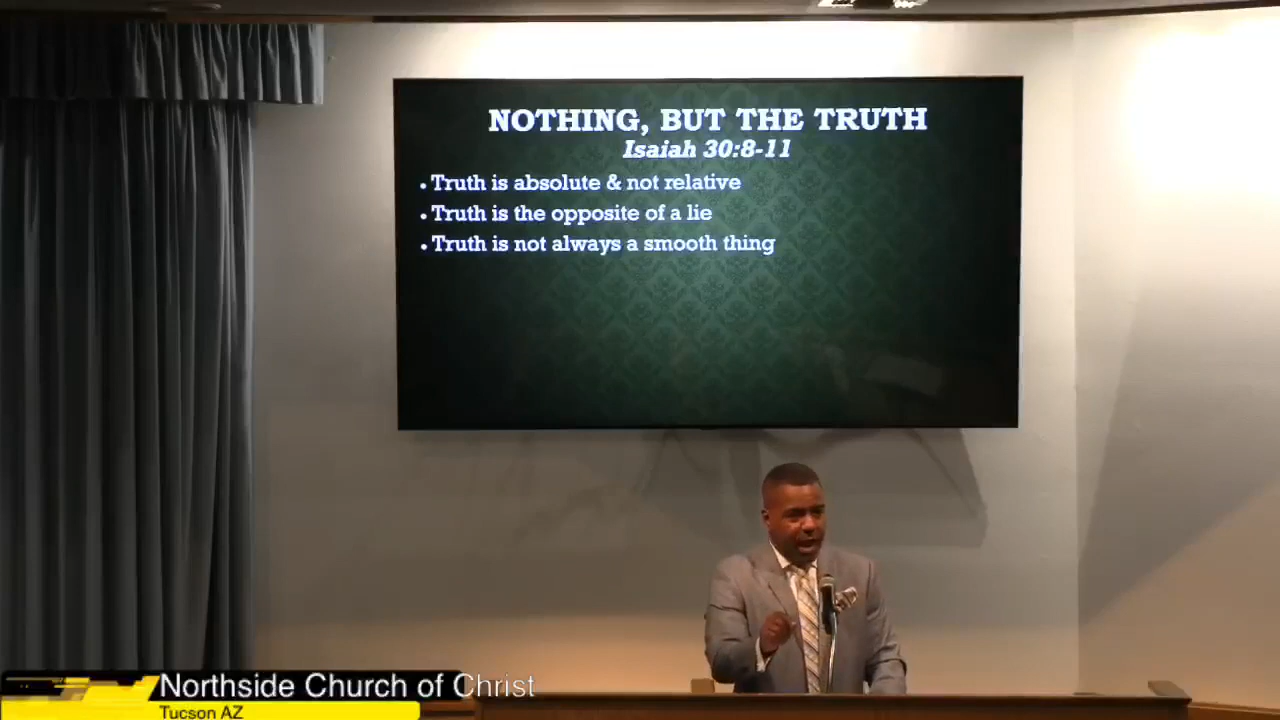 NOTHING, BUT THE TRUTH
Isaiah 30:8-11
• Truth is absolute & not relative
• Truth is the opposite of a lie
• Truth is not always a smooth thing
Northside Church of Christ
Tucson AZ